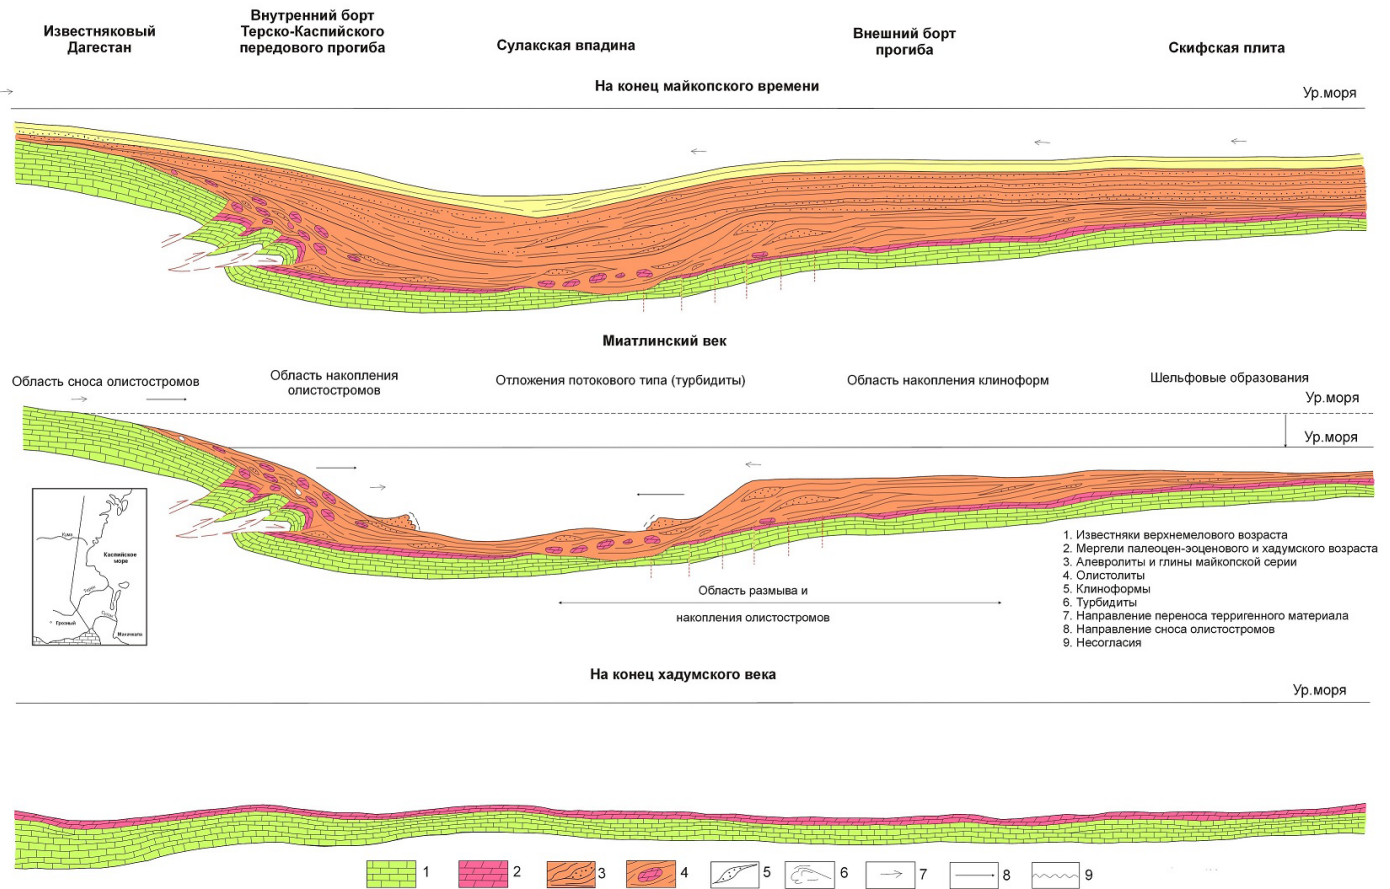 Известняковый
Дагестан
Внутренний борт
Терско-Каспийского
передового прогиба
Сулакская впадина
Внешний борт
прогиба
Скифская плита
На конец майкопского времени
Ур.моря
Миатлинский век
Область сноса олистостромов
Область накопления
олистостромов
Отложения потокового типа (турбидиты)
Область накопления клиноформ
Шельфовые образования
Ур.моря
Ур.моря
Кума
Каспийское
море
Терек
Сулак
Грозный
Махачкала
Область размыва и
накопления олистостромов
1. Известняки верхнемелового возраста
2. Мергели палеоцен-эоценового и хадумского возраста
3. Алевролиты и глины майкопской серии
4. Олистолиты
5. Клиноформы
6. Турбидиты
7. Направление переноса терригенного материала
8. Направление сноса олистостромов
9. Несогласия
На конец хадумского века
Ур.моря
1 2 3 4 5 6 7 8 9